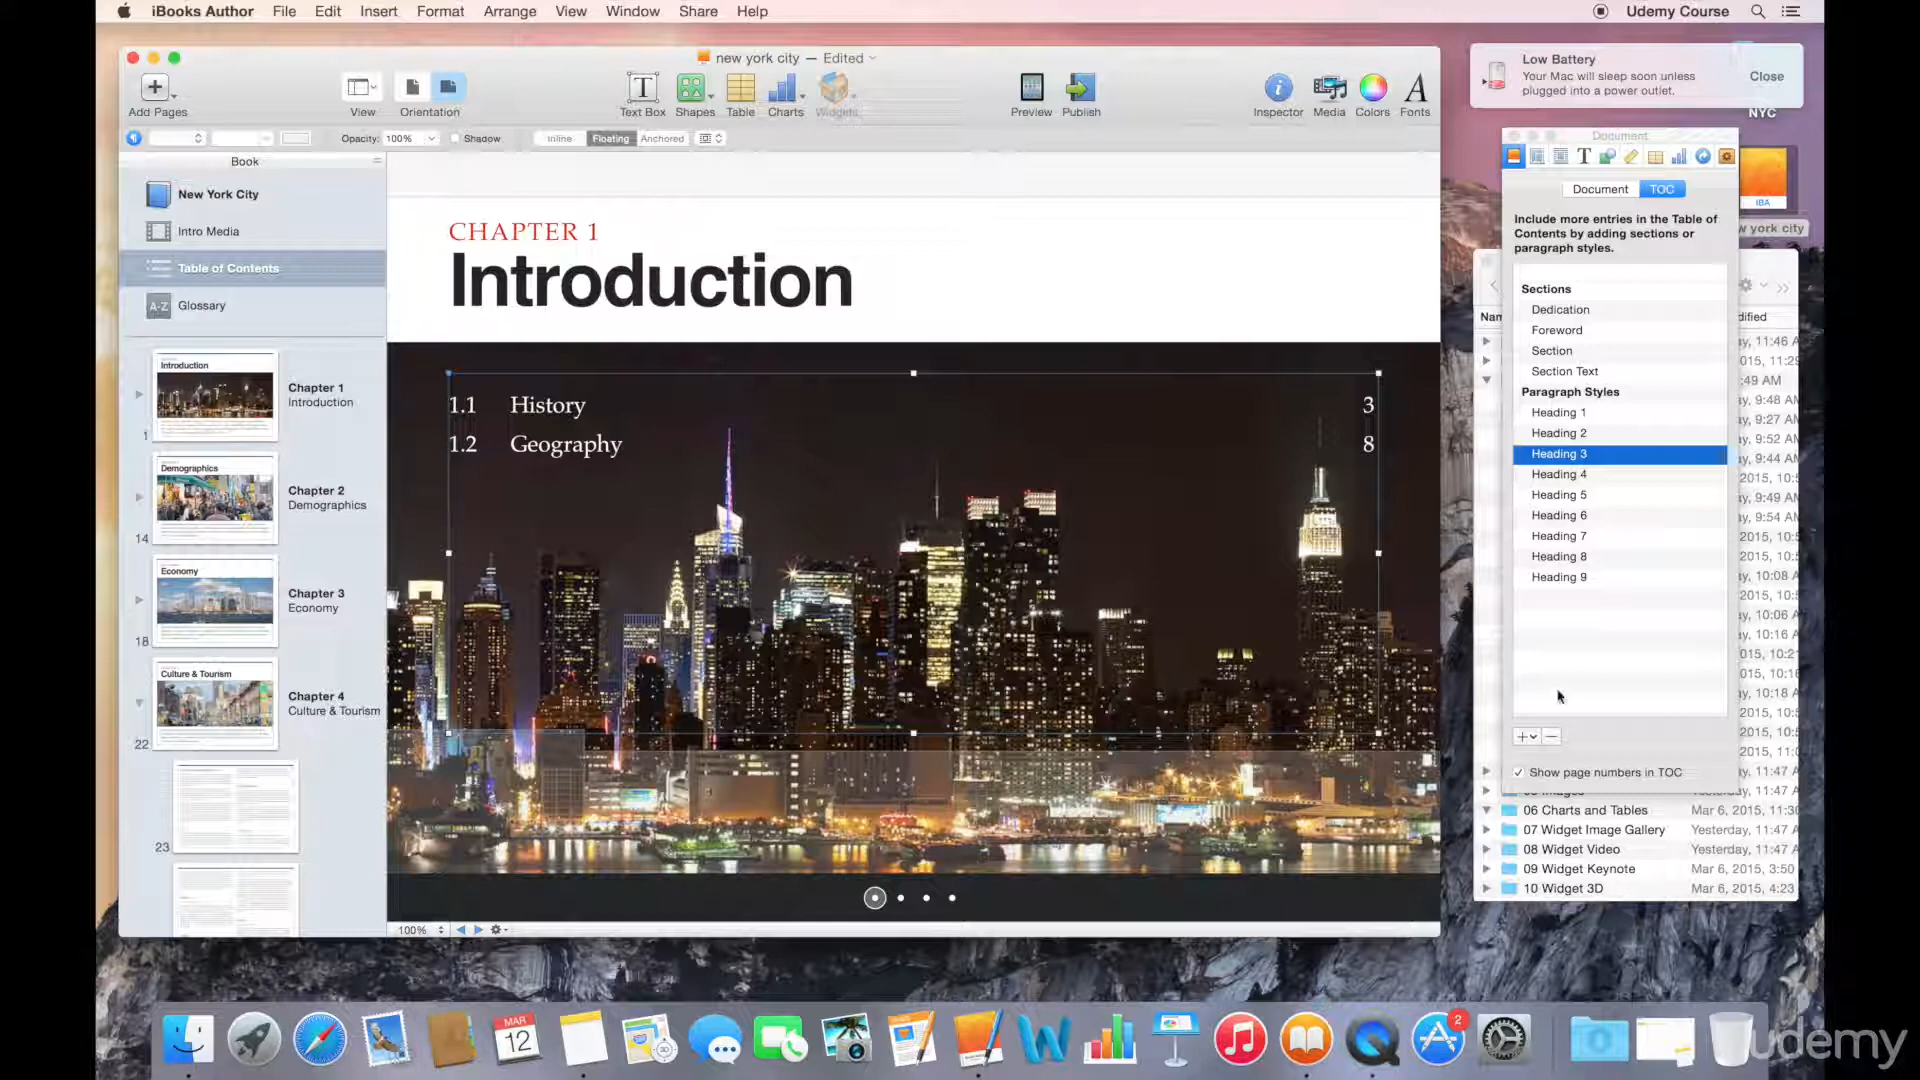 iBooks Author File Edit Insert Format Arrange View Window Share Help
Udemy Course
new york city — Edited
Add Pages View Orientation Text Box Shapes Table Charts Widgets Preview Publish Inspector Media Colors Fonts
Opacity: 100% Shadow Inline Floating Anchored
Book
New York City
Intro Media
Table of Contents
A-Z Glossary
Introduction
Chapter 1
Introduction
1
Demographics
Chapter 2
Demographics
14
Economy
Chapter 3
Economy
18
Culture & Tourism
Chapter 4
Culture & Tourism
22
23
CHAPTER 1
Introduction
1.1 History 3
1.2 Geography 8
100%
Low Battery
Your Mac will sleep soon unless
plugged into a power outlet.
Close
NYC
IBA
w york city
Document
Document TOC
Include more entries in the Table of
Contents by adding sections or
paragraph styles.
Sections
Dedication
Foreword
Section
Section Text
Paragraph Styles
Heading 1
Heading 2
Heading 3
Heading 4
Heading 5
Heading 6
Heading 7
Heading 8
Heading 9
Show page numbers in TOC
06 Charts and Tables Mar 6, 2015, 11:30
07 Widget Image Gallery Yesterday, 11:47 A
08 Widget Video Yesterday, 11:47 A
09 Widget Keynote Mar 6, 2015, 3:50
10 Widget 3D Mar 6, 2015, 4:23
MAR
12
2
udemy